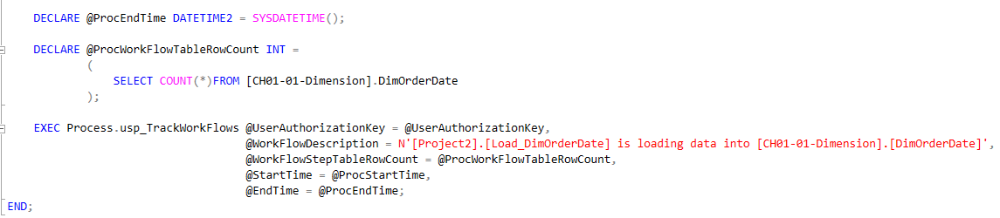 DECLARE @ProcEndTime DATETIME2 = SYSDATETIME();
DECLARE @ProcWorkFlowTableRowCount INT =
(
SELECT COUNT(*)FROM [CH01-01-Dimension].DimOrderDate
);
EXEC Process.usp_TrackWorkFlows @UserAuthorizationKey = @UserAuthorizationKey,
@WorkFlowDescription = N'[Project2].[Load_DimOrderDate] is loading data into [CH01-01-Dimension].[DimOrderDate]',
@WorkFlowStepTableRowCount = @ProcWorkFlowTableRowCount,
@StartTime = @ProcStartTime,
@EndTime = @ProcEndTime;
END;